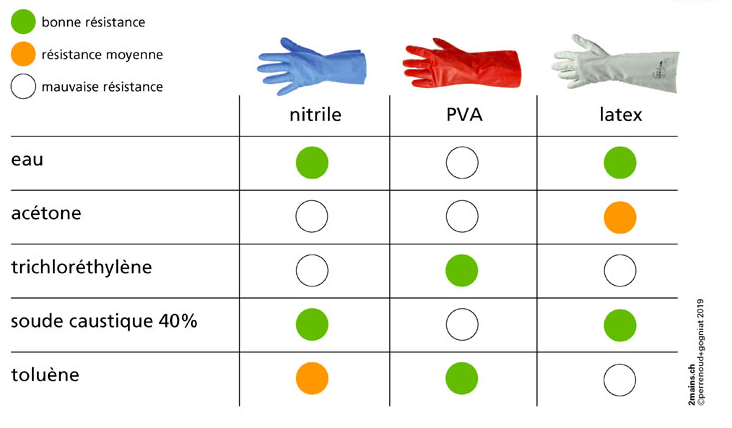 bonne résistance
résistance moyenne
mauvaise résistance
nitrile PVA latex
eau
acétone
trichloréthylène
soude caustique 40%
toluène
2mains.ch
©perrenoud+gogniat 2019